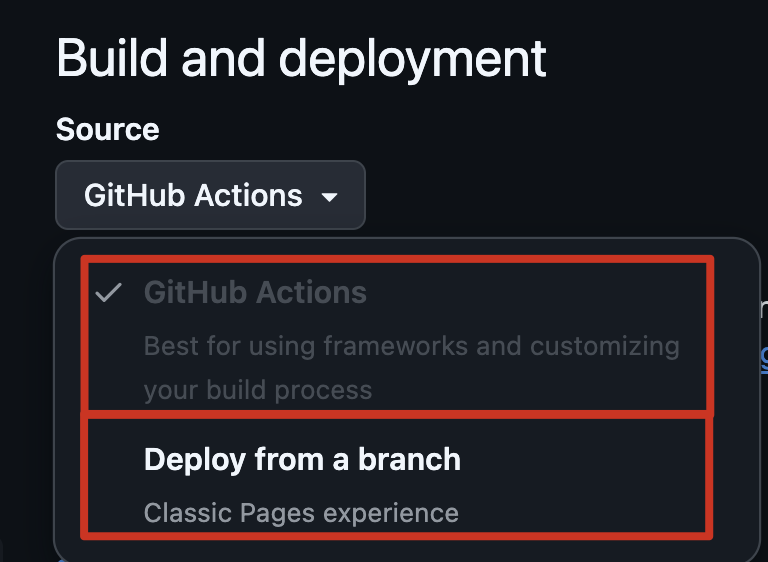 Build and deployment
Source
GitHub Actions
GitHub Actions
Best for using frameworks and customizing
your build process
Deploy from a branch
Classic Pages experience